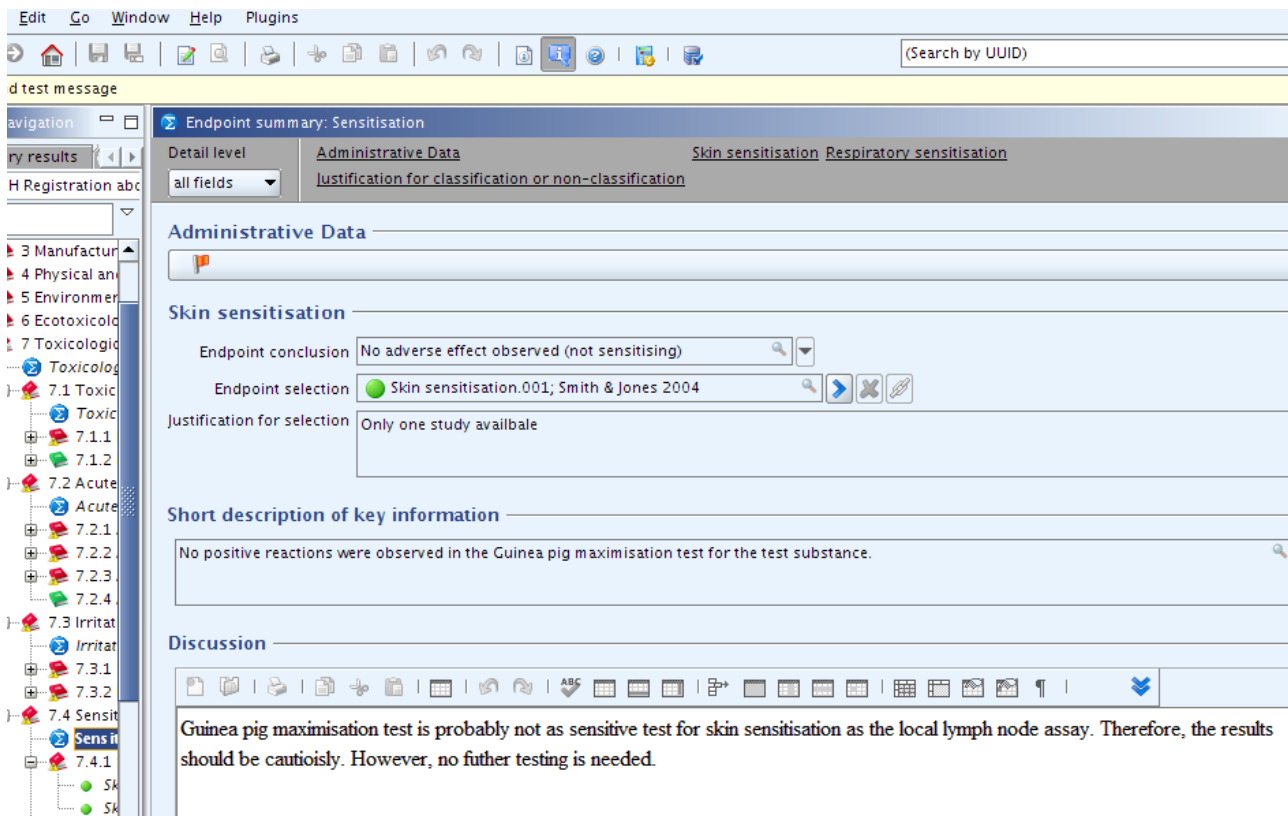 Edit Go Window Help Plugins
(Search by UUID)
d test message
avigation
Endpoint summary: Sensitisation
ry results
Detail level
all fields
Administrative Data Skin sensitisation Respiratory sensitisation
Justification for classification or non-classification
H Registration abc
3 Manufactur
4 Physical an
5 Environmer
6 Ecotoxicolo
7 Toxicologic
Toxicolog
7.1 Toxic
Toxic
7.1.1
7.1.2
7.2 Acute
Acute
7.2.1
7.2.2
7.2.3
7.2.4
7.3 Irritat
Irritat
7.3.1
7.3.2
7.4 Sensit
Sensit
7.4.1
Sk
Sk
Administrative Data
Skin sensitisation
Endpoint conclusion No adverse effect observed (not sensitising)
Endpoint selection Skin sensitisation.001; Smith & Jones 2004
Justification for selection Only one study availbale
Short description of key information
No positive reactions were observed in the Guinea pig maximisation test for the test substance.
Discussion
ABC
Guinea pig maximisation test is probably not as sensitive test for skin sensitisation as the local lymph node assay. Therefore, the results
should be cautioisly. However, no futher testing is needed.